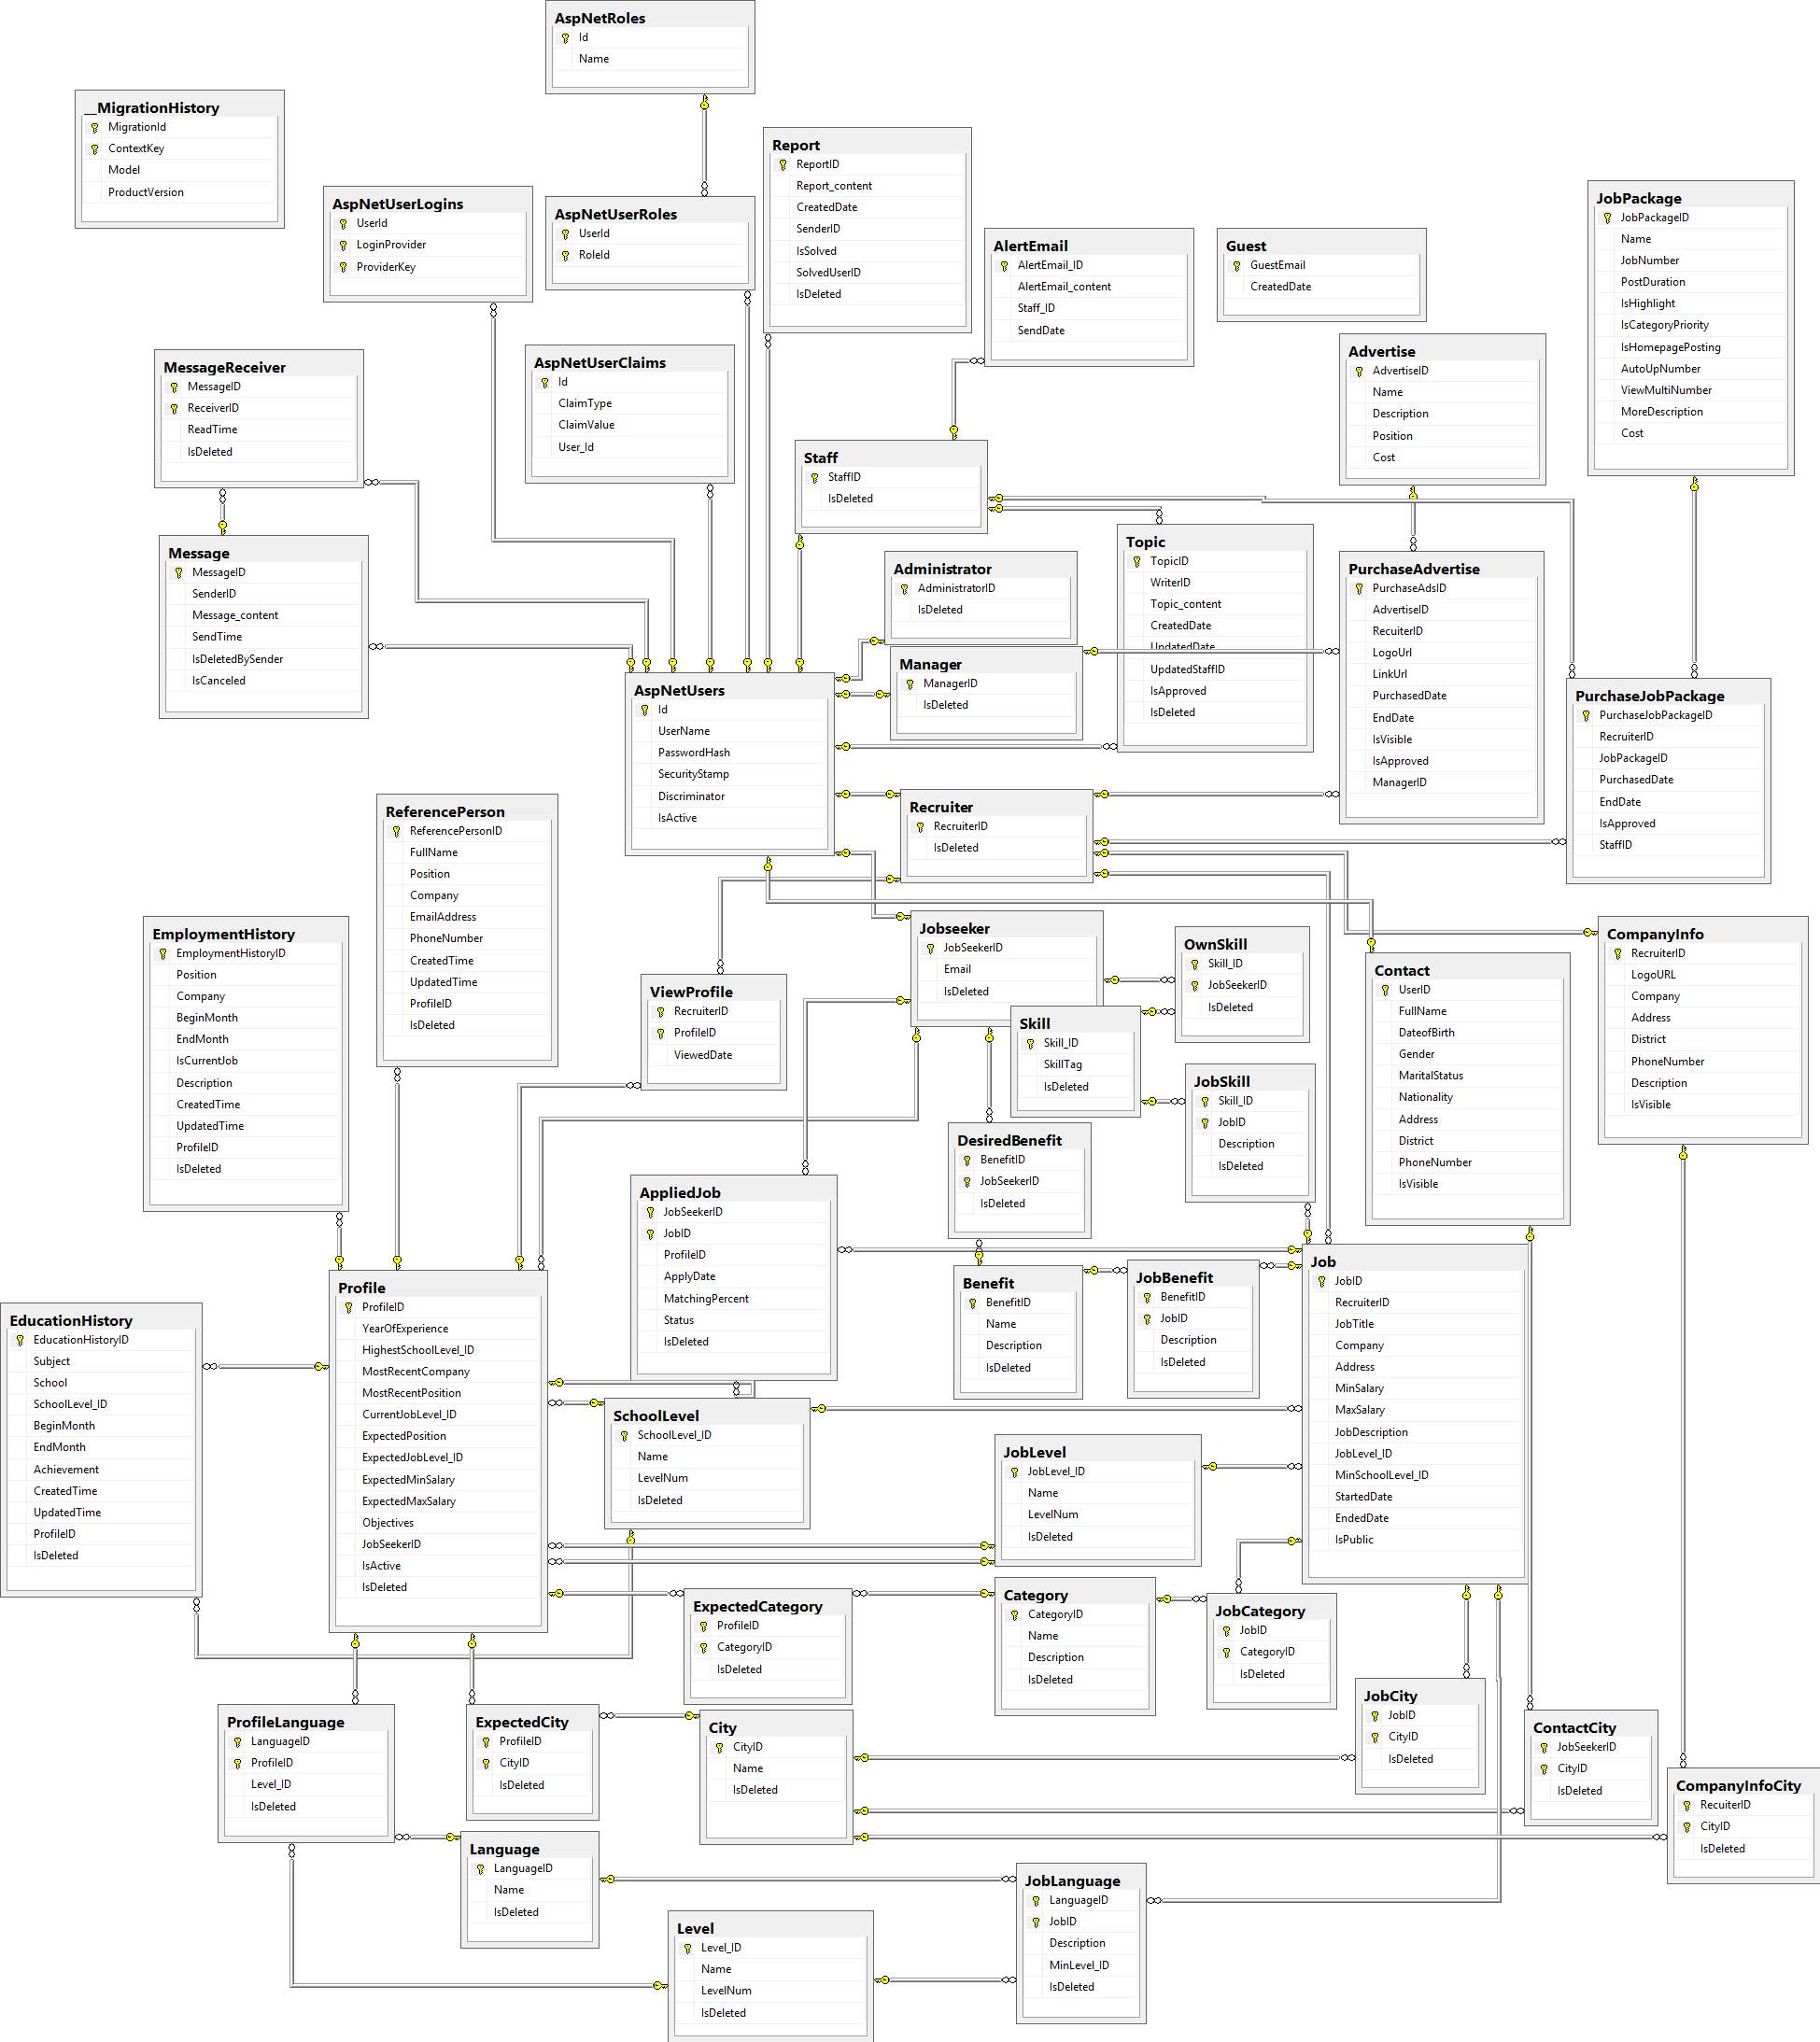 AspNetRoles
Id
Name
__MigrationHistory
MigrationId
ContextKey
Model
ProductVersion
AspNetUserLogins
UserId
LoginProvider
ProviderKey
AspNetUserRoles
UserId
RoleId
Report
ReportID
Report_content
CreatedDate
SenderID
IsSolved
SolvedUserID
IsDeleted
AlertEmail
AlertEmail_ID
AlertEmail_content
Staff_ID
SendDate
Guest
GuestEmail
CreatedDate
JobPackage
JobPackageID
Name
JobNumber
PostDuration
IsHighlight
IsCategoryPriority
IsHomepagePosting
AutoUpNumber
ViewMultiNumber
MoreDescription
Cost
MessageReceiver
MessageID
ReceiverID
ReadTime
IsDeleted
AspNetUserClaims
Id
ClaimType
ClaimValue
User_Id
Advertise
AdvertiseID
Name
Description
Position
Cost
Staff
StaffID
IsDeleted
Message
MessageID
SenderID
Message_content
SendTime
IsDeletedBySender
IsCanceled
Administrator
AdministratorID
IsDeleted
Topic
TopicID
WriterID
Topic_content
CreatedDate
UpdatedDate
UpdatedStaffID
IsApproved
IsDeleted
PurchaseAdvertise
PurchaseAdsID
AdvertiseID
RecuiterID
LogoUrl
LinkUrl
PurchasedDate
EndDate
IsVisible
IsApproved
ManagerID
Manager
ManagerID
IsDeleted
AspNetUsers
Id
UserName
PasswordHash
SecurityStamp
Discriminator
IsActive
PurchaseJobPackage
PurchaseJobPackageID
RecruiterID
JobPackageID
PurchasedDate
EndDate
IsApproved
StaffID
ReferencePerson
ReferencePersonID
FullName
Position
Company
EmailAddress
PhoneNumber
CreatedTime
UpdatedTime
ProfileID
IsDeleted
Recruiter
RecruiterID
IsDeleted
EmploymentHistory
EmploymentHistoryID
Position
Company
BeginMonth
EndMonth
IsCurrentJob
Description
CreatedTime
UpdatedTime
ProfileID
IsDeleted
Jobseeker
JobSeekerID
Email
IsDeleted
OwnSkill
Skill_ID
JobSeekerID
IsDeleted
CompanyInfo
RecruiterID
LogoURL
Company
Address
District
PhoneNumber
Description
IsVisible
Contact
UserID
FullName
DateofBirth
Gender
MaritalStatus
Nationality
Address
District
PhoneNumber
IsVisible
ViewProfile
RecruiterID
ProfileID
ViewedDate
Skill
Skill_ID
SkillTag
IsDeleted
JobSkill
Skill_ID
JobID
Description
IsDeleted
DesiredBenefit
BenefitID
JobSeekerID
IsDeleted
AppliedJob
JobSeekerID
JobID
ProfileID
ApplyDate
MatchingPercent
Status
IsDeleted
Benefit
BenefitID
Name
Description
IsDeleted
JobBenefit
BenefitID
JobID
Description
IsDeleted
Job
JobID
RecruiterID
JobTitle
Company
Address
MinSalary
MaxSalary
JobDescription
JobLevel_ID
MinSchoolLevel_ID
StartedDate
EndedDate
IsPublic
Profile
ProfileID
YearOfExperience
HighestSchoolLevel_ID
MostRecentCompany
MostRecentPosition
CurrentJobLevel_ID
ExpectedPosition
ExpectedJobLevel_ID
ExpectedMinSalary
ExpectedMaxSalary
Objectives
JobSeekerID
IsActive
IsDeleted
EducationHistory
EducationHistoryID
Subject
School
SchoolLevel_ID
BeginMonth
EndMonth
Achievement
CreatedTime
UpdatedTime
ProfileID
IsDeleted
SchoolLevel
SchoolLevel_ID
Name
LevelNum
IsDeleted
JobLevel
JobLevel_ID
Name
LevelNum
IsDeleted
ExpectedCategory
ProfileID
CategoryID
IsDeleted
Category
CategoryID
Name
Description
IsDeleted
JobCategory
JobID
CategoryID
IsDeleted
JobCity
JobID
CityID
IsDeleted
ProfileLanguage
LanguageID
ProfileID
Level_ID
IsDeleted
ExpectedCity
ProfileID
CityID
IsDeleted
City
CityID
Name
IsDeleted
ContactCity
JobSeekerID
CityID
IsDeleted
CompanyInfoCity
RecuiterID
CityID
IsDeleted
Language
LanguageID
Name
IsDeleted
JobLanguage
LanguageID
JobID
Description
MinLevel_ID
IsDeleted
Level
Level_ID
Name
LevelNum
IsDeleted